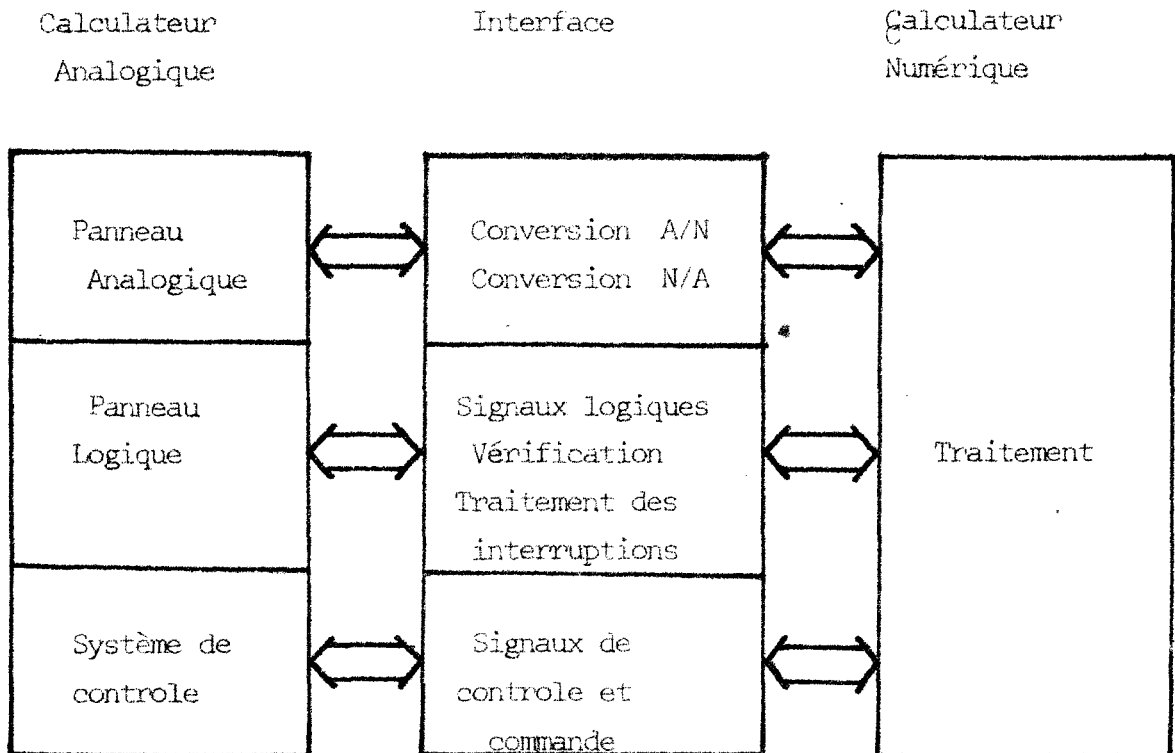 Calculateur
Analogique
Interface
Calculateur
Numérique
Panneau
Analogique
Conversion A/N
Conversion N/A
Panneau
Logique
Signaux logiques
Vérification
Traitement des
interruptions
Traitement
Système de
controle
Signaux de
controle et
commande